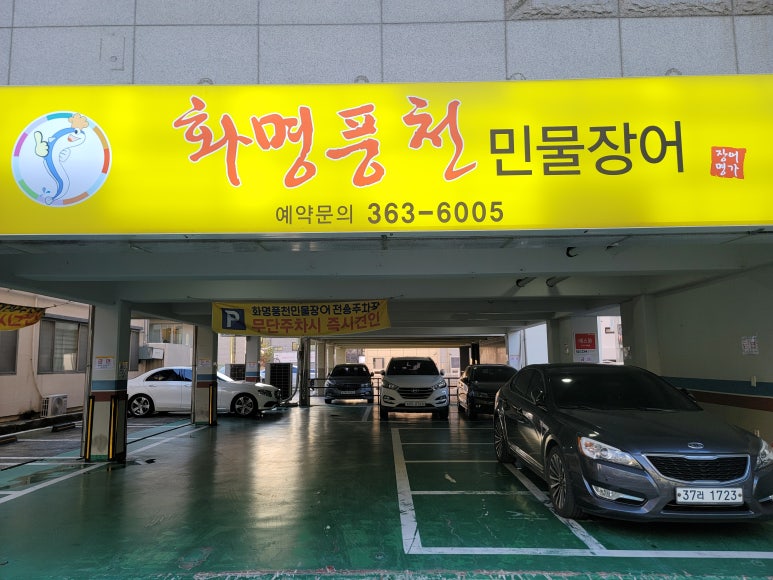 화명풍천 민물장어
장어
명가
예약문의 363-6005
P 화명풍천민물장어 전용주차장
무단주차시 즉시견인
37러 1723